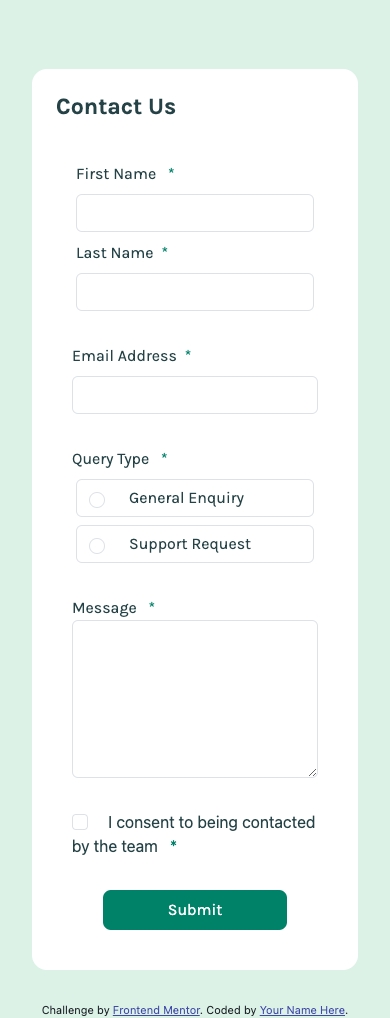 Contact Us
First Name *
Last Name *
Email Address *
Query Type *
General Enquiry
Support Request
Message *
I consent to being contacted
by the team *
Submit
Challenge by Frontend Mentor. Coded by Your Name Here.